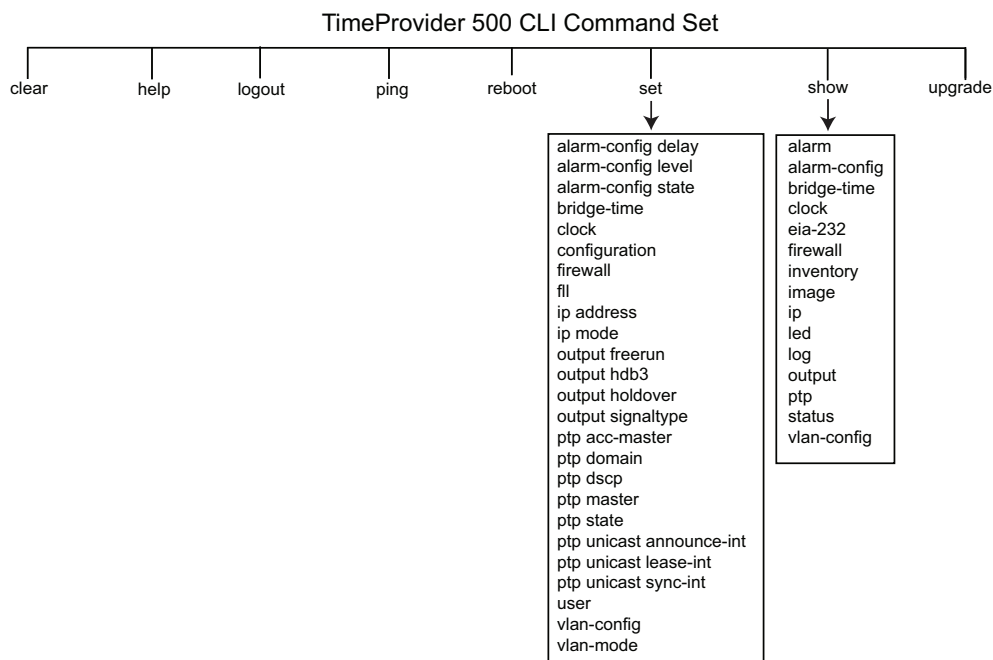 TimeProvider 500 CLI Command Set
clear help logout ping reboot set show upgrade
alarm-config delay
alarm-config level
alarm-config state
bridge-time
clock
configuration
firewall
fll
ip address
ip mode
output freerun
output hdb3
output holdover
output signaltype
ptp acc-master
ptp domain
ptp dscp
ptp master
ptp state
ptp unicast announce-int
ptp unicast lease-int
ptp unicast sync-int
user
vlan-config
vlan-mode
alarm
alarm-config
bridge-time
clock
eia-232
firewall
inventory
image
ip
led
log
output
ptp
status
vlan-config